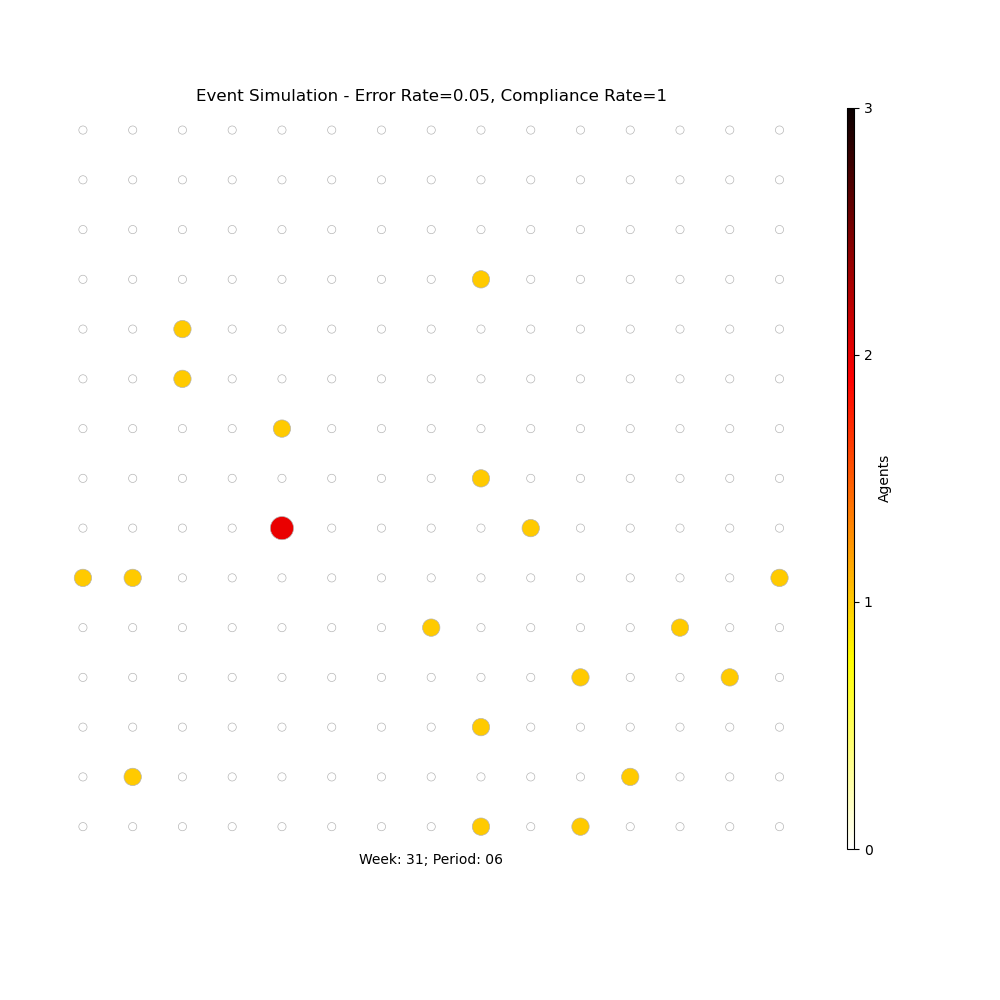 Event Simulation - Error Rate=0.05, Compliance Rate=1
3
2
Agents
1
0
Week: 31; Period: 06